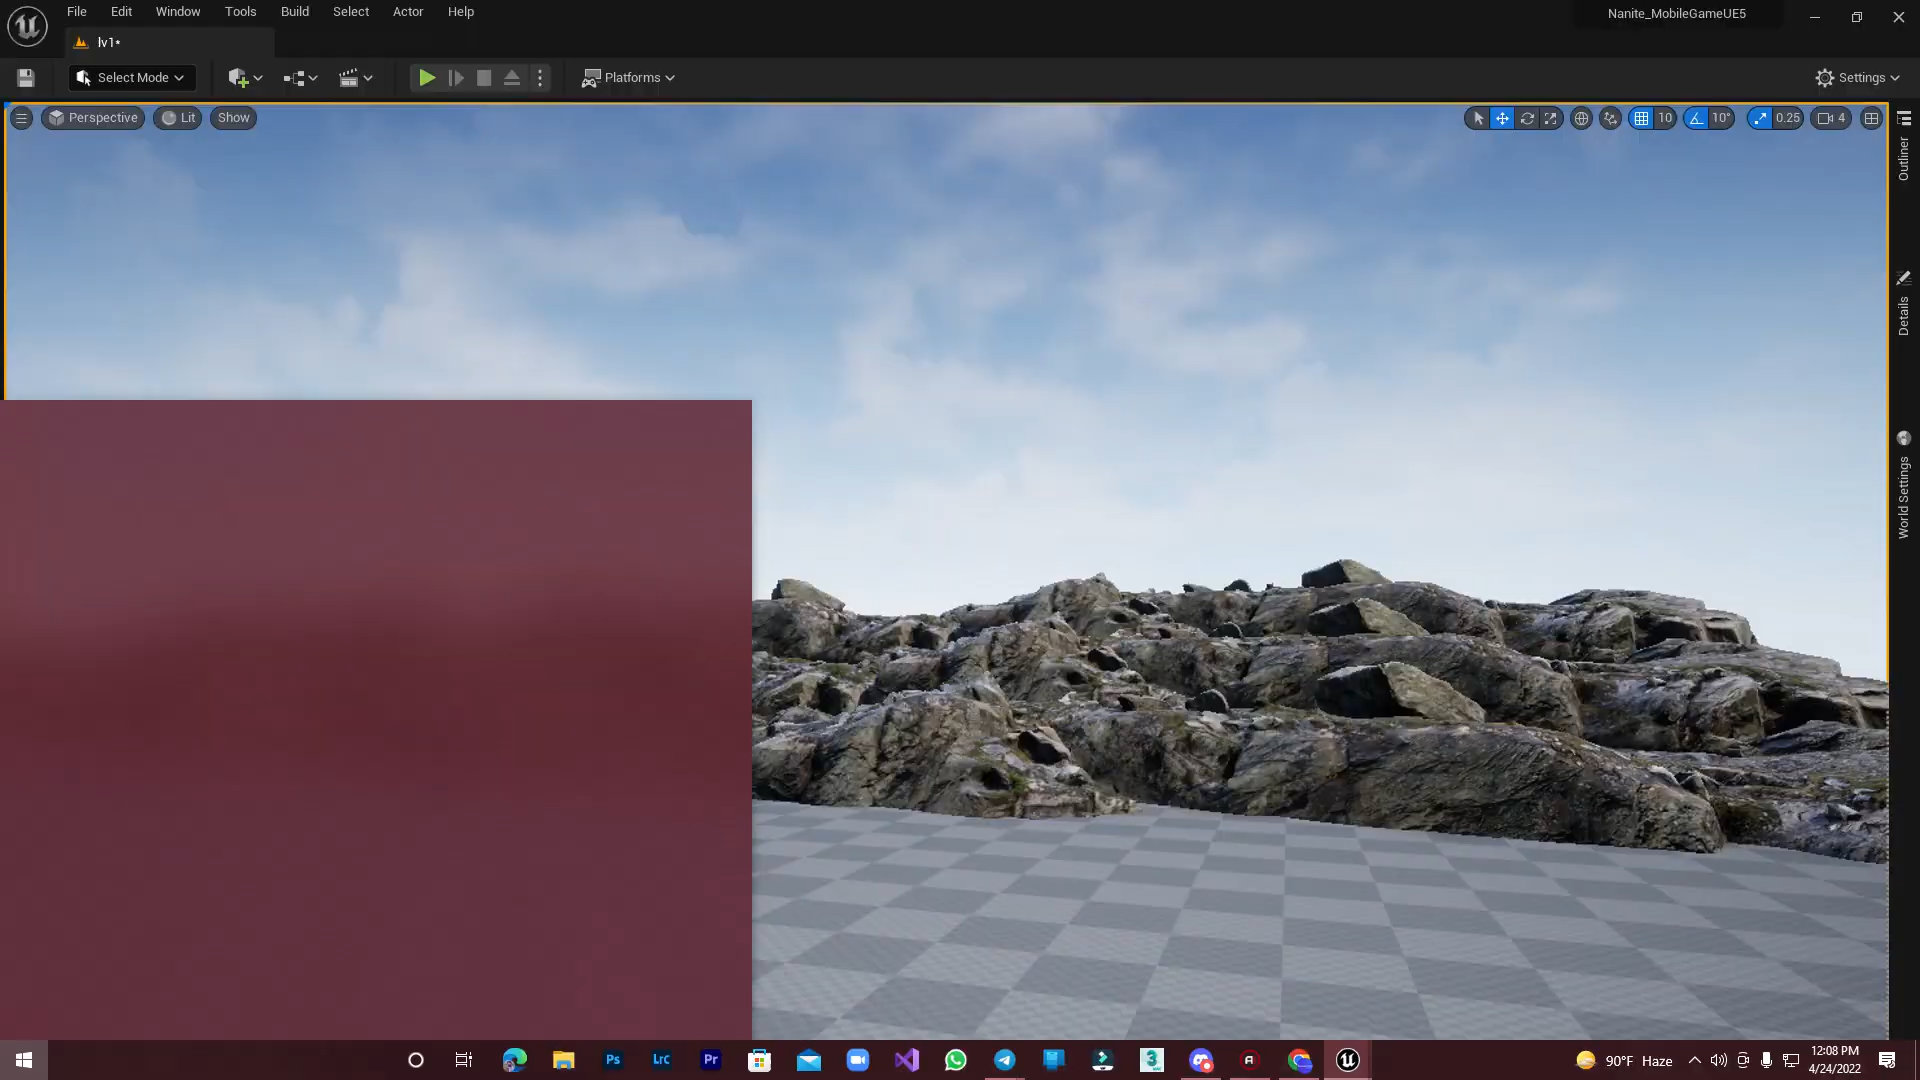 File Edit Window Tools Build Select Actor Help
Nanite_MobileGameUE5
lv1*
Select Mode
Platforms
Settings
Perspective
Lit
Show
10
10°
0.25
4
Outliner
Details
World Settings
Ps
Lrc
Pr
3
90°F Haze
12:08 PM
4/24/2022